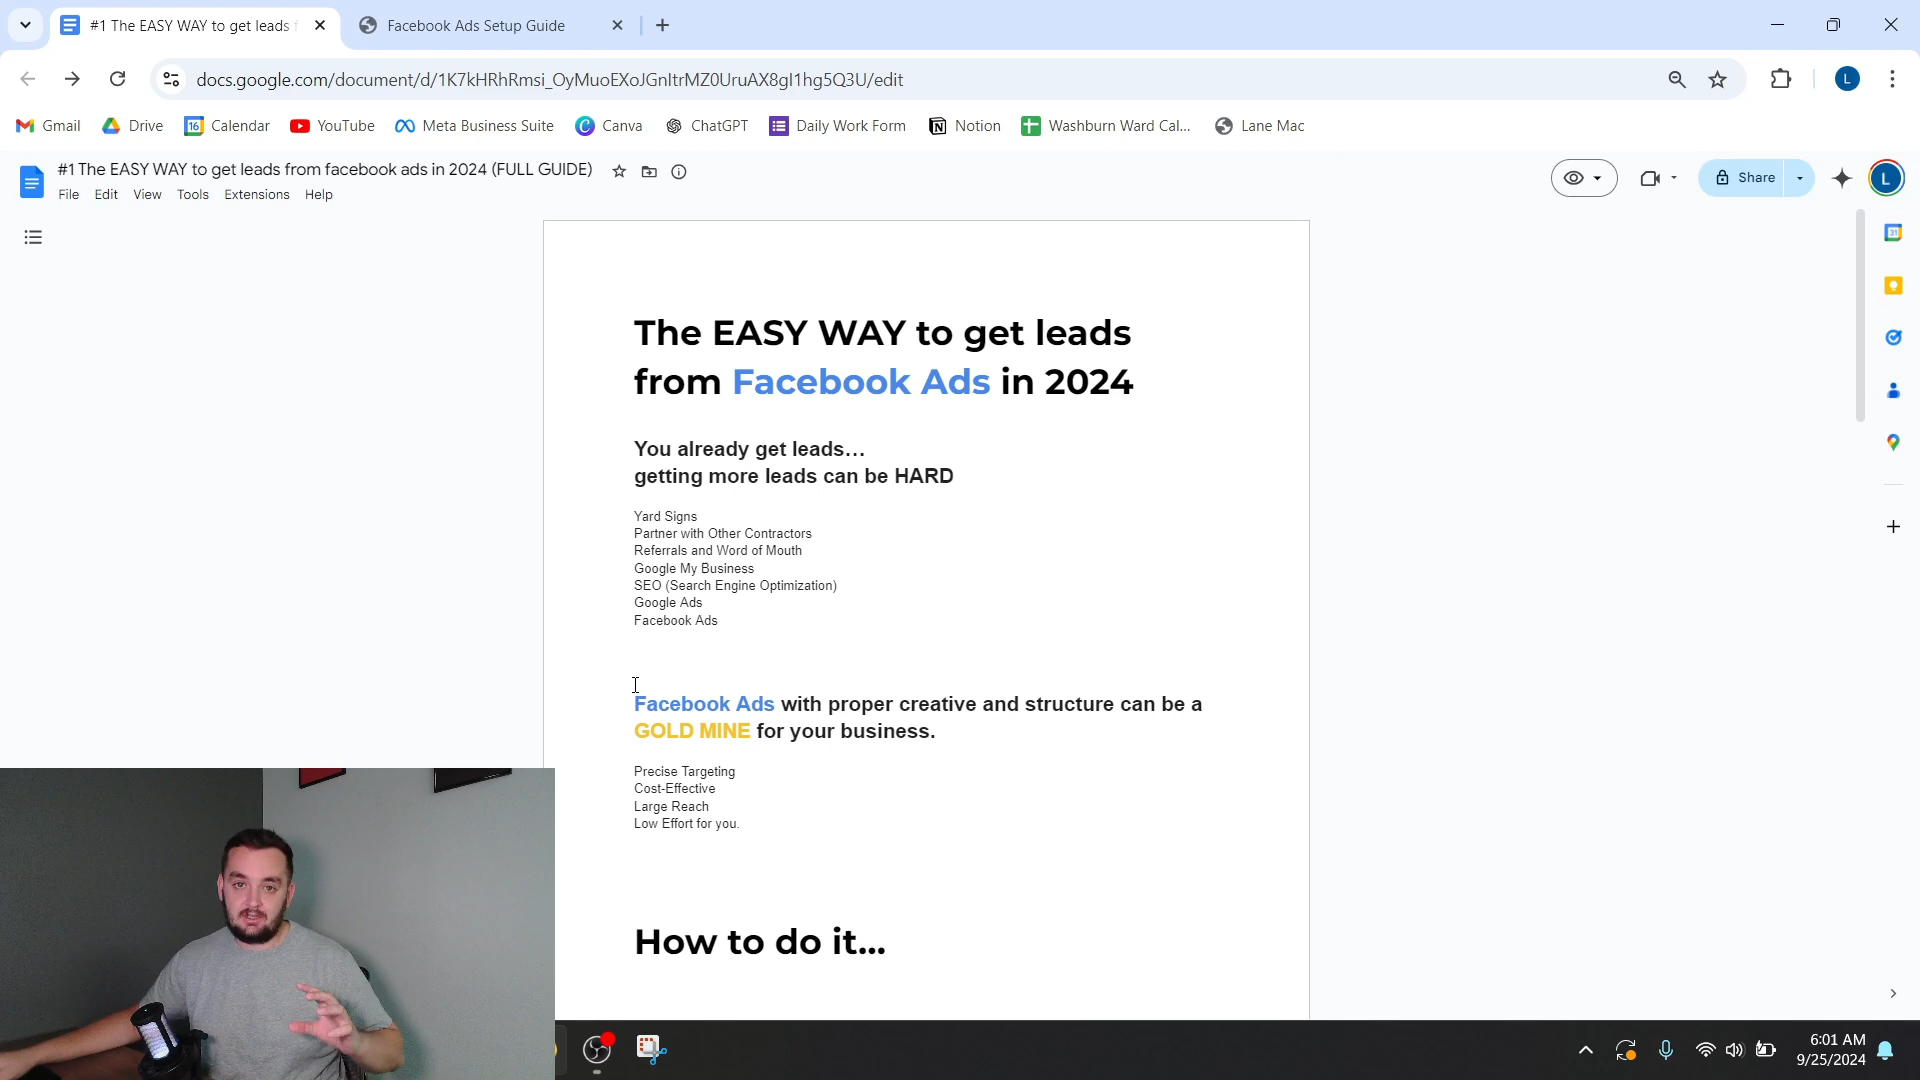 #1 The EASY WAY to get leads f
Facebook Ads Setup Guide
docs.google.com/document/d/1K7kHRhRmsi_OyMuoEXoJGnItrMZ0UruAX8gI1hg5Q3U/edit
L
Gmail
Drive
16
Calendar
YouTube
Meta Business Suite
Canva
ChatGPT
Daily Work Form
Notion
Washburn Ward Cal...
Lane Mac
#1 The EASY WAY to get leads from facebook ads in 2024 (FULL GUIDE)
File Edit View Tools Extensions Help
Share
L
31
The EASY WAY to get leads
from Facebook Ads in 2024
You already get leads...
getting more leads can be HARD
Yard Signs
Partner with Other Contractors
Referrals and Word of Mouth
Google My Business
SEO (Search Engine Optimization)
Google Ads
Facebook Ads
Facebook Ads with proper creative and structure can be a
GOLD MINE for your business.
Precise Targeting
Cost-Effective
Large Reach
Low Effort for you.
How to do it...
6:01 AM
9/25/2024